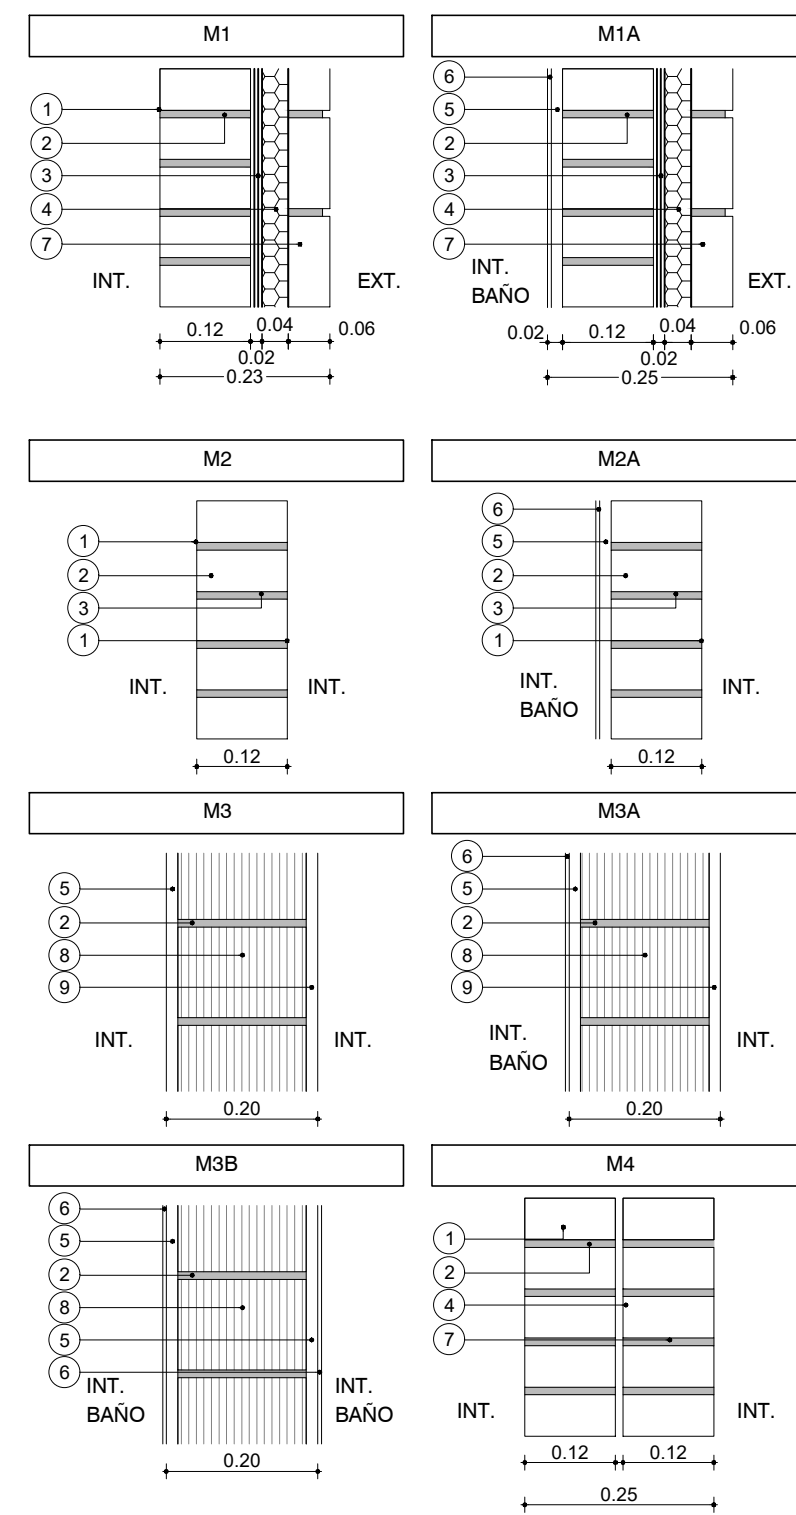 M1
1
2
3
4
7
INT.
EXT.
0.12
0.04
0.06
0.02
0.23
M1A
6
5
2
3
4
7
INT.
BAÑO
EXT.
0.02
0.12
0.04
0.06
0.02
0.25
M2
1
2
3
1
INT.
INT.
0.12
M2A
6
5
2
3
1
INT.
BAÑO
INT.
0.12
M3
5
2
8
9
INT.
INT.
0.20
M3A
6
5
2
8
9
INT.
BAÑO
INT.
0.20
M3B
6
5
2
8
5
6
INT.
BAÑO
INT.
BAÑO
0.20
M4
1
2
4
7
INT.
INT.
0.12
0.12
0.25